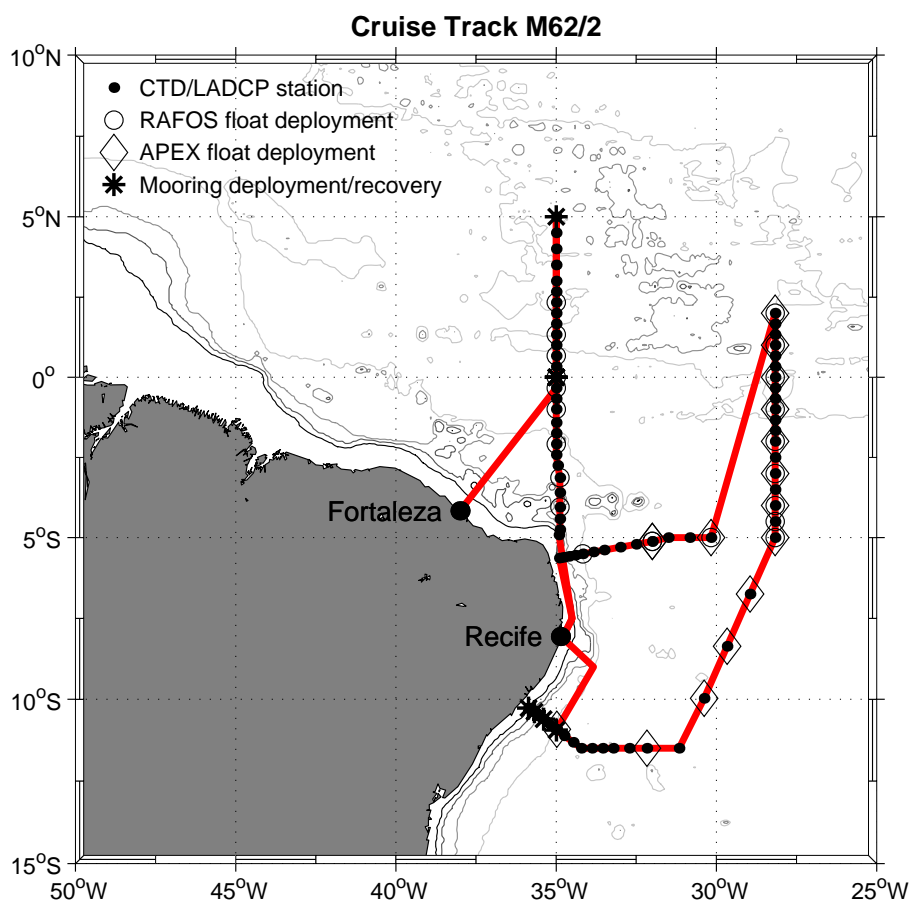 Cruise Track M62/2
10°N
CTD/LADCP station
RAFOS float deployment
APEX float deployment
Mooring deployment/recovery
5°N
0°
Fortaleza
5°S
Recife
10°S
15°S
50°W 45°W 40°W 35°W 30°W 25°W